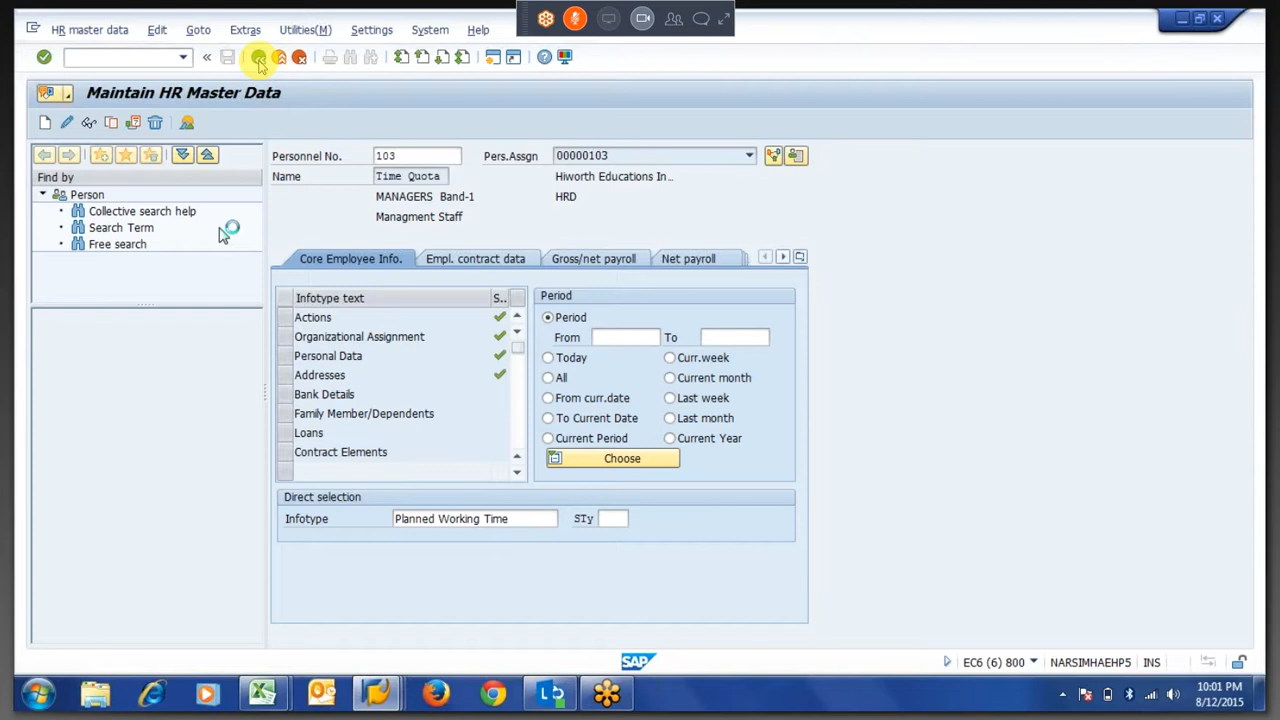 HR master data Edit Goto Extras Utilities(M) Settings System Help
Maintain HR Master Data
Personnel No. 103 Pers.Assgn 00000103
Find by
Name Time Quota Hiworth Educations In...
Person
MANAGERS Band-1 HRD
Collective search help
Managment Staff
Search Term
Free search
Core Employee Info. Empl. contract data Gross/net payroll Net payroll
Infotype text S..
Period
Actions
Period
Organizational Assignment
From To
Personal Data
Today Curr.week
Addresses
All Current month
Bank Details
From curr.date Last week
Family Member/Dependents
To Current Date Last month
Loans
Current Period Current Year
Contract Elements
Choose
Direct selection
Infotype Planned Working Time STy
SAP
EC6 (6) 800 NARSIMHAEHP5 INS
10:01 PM
8/12/2015